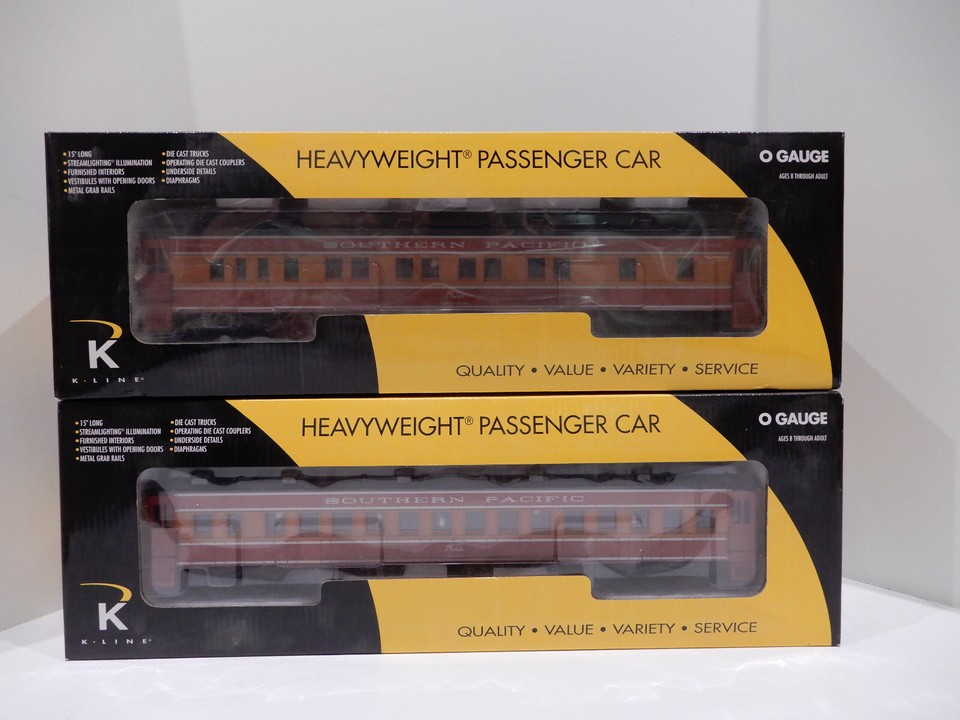 • 15" LONG
• STREAMLIGHTING® ILLUMINATION
• FURNISHED INTERIORS
• VESTIBULES WITH OPENING DOORS
• METAL GRAB RAILS
• DIE CAST TRUCKS
• OPERATING DIE CAST COUPLERS
• UNDERSIDE DETAILS
• DIAPHRAGMS
HEAVYWEIGHT® PASSENGER CAR
O GAUGE
AGES 8 THROUGH ADULT
SOUTHERN PACIFIC
K
K-LINE®
QUALITY • VALUE • VARIETY • SERVICE
• 15" LONG
• STREAMLIGHTING® ILLUMINATION
• FURNISHED INTERIORS
• VESTIBULES WITH OPENING DOORS
• METAL GRAB RAILS
• DIE CAST TRUCKS
• OPERATING DIE CAST COUPLERS
• UNDERSIDE DETAILS
• DIAPHRAGMS
HEAVYWEIGHT® PASSENGER CAR
O GAUGE
AGES 8 THROUGH ADULT
SOUTHERN PACIFIC
K
K-LINE®
QUALITY • VALUE • VARIETY • SERVICE